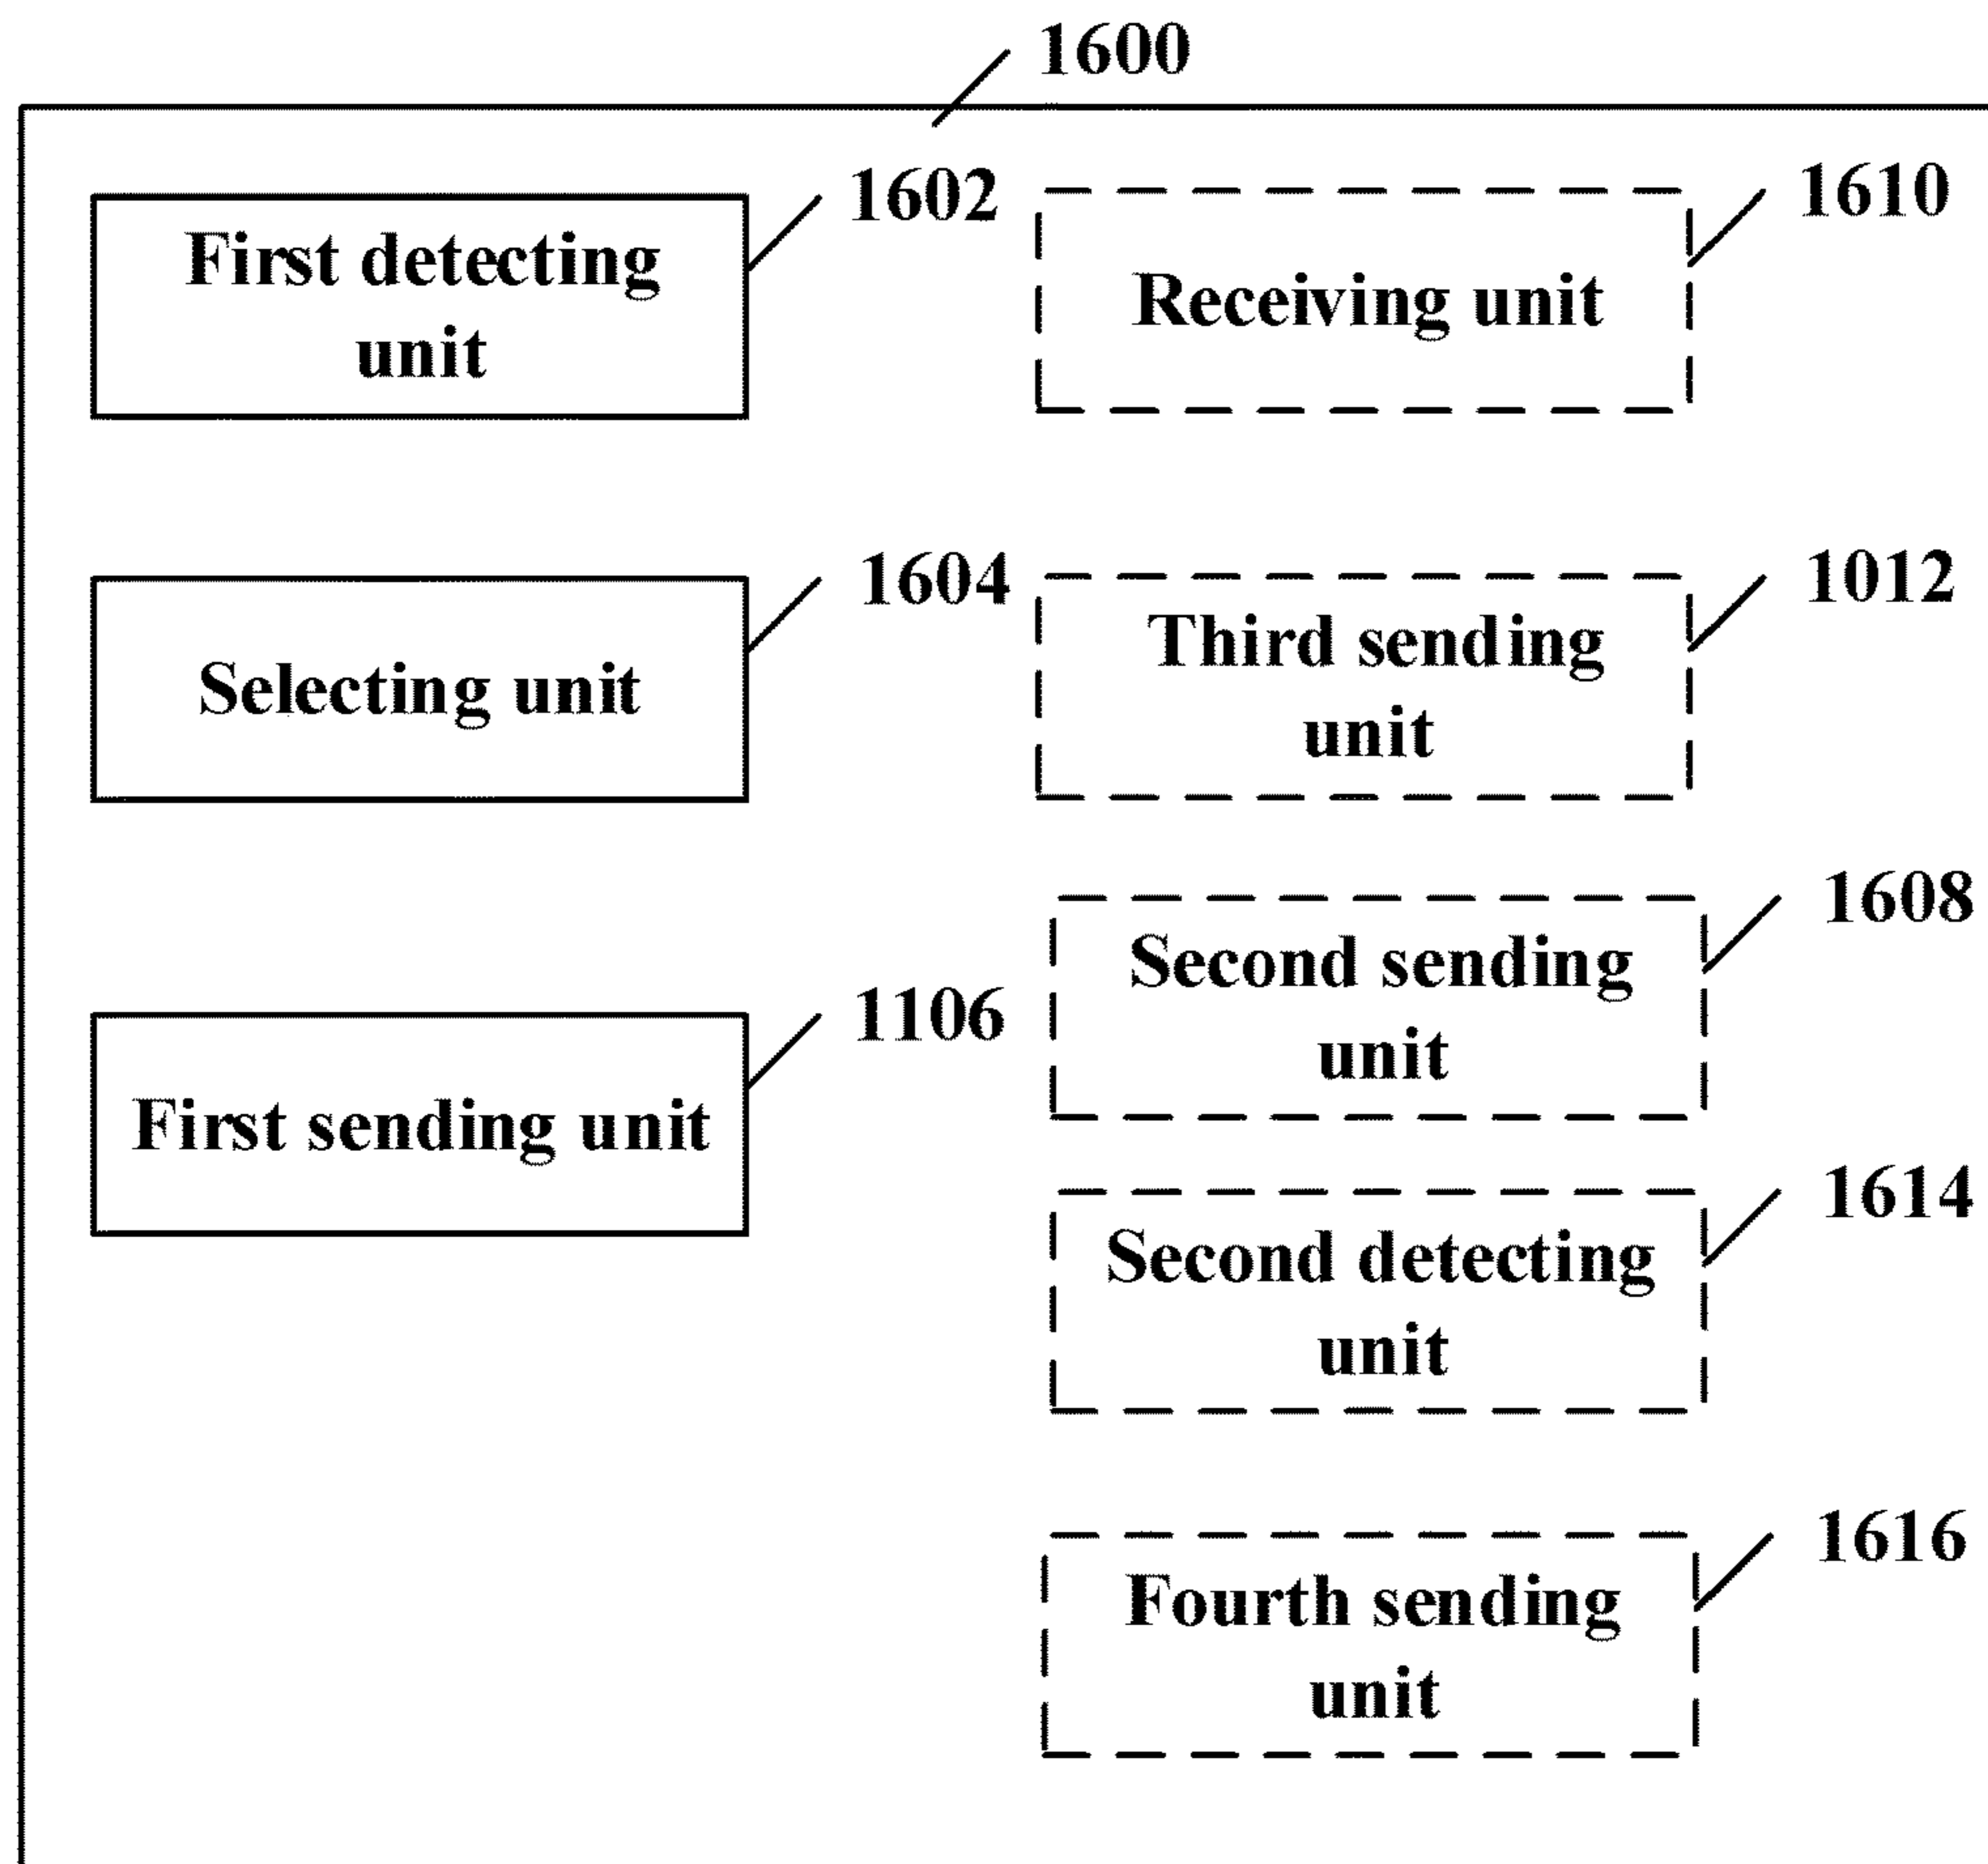 1600
1602
First detecting
unit
1604
Selecting unit
1106
First sending unit
1610
Receiving unit
1012
Third sending
unit
1608
Second sending
unit
1614
Second detecting
unit
1616
Fourth sending
unit